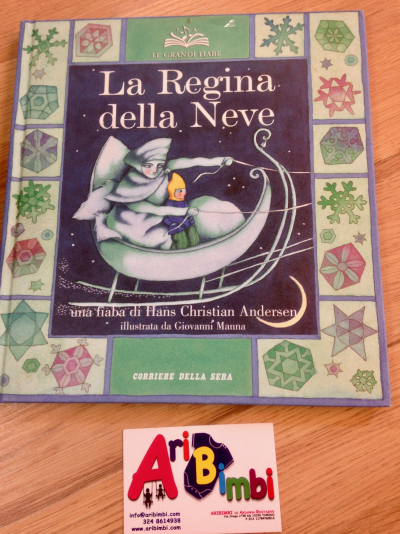 LE GRANDI FIABE
La Regina
della Neve
una fiaba di Hans Christian Andersen
illustrata da Giovanni Manna
CORRIERE DELLA SERA
AriBimbi
info@aribimbi.com
324 8614938
www.aribimbi.com
ARIBIMBI